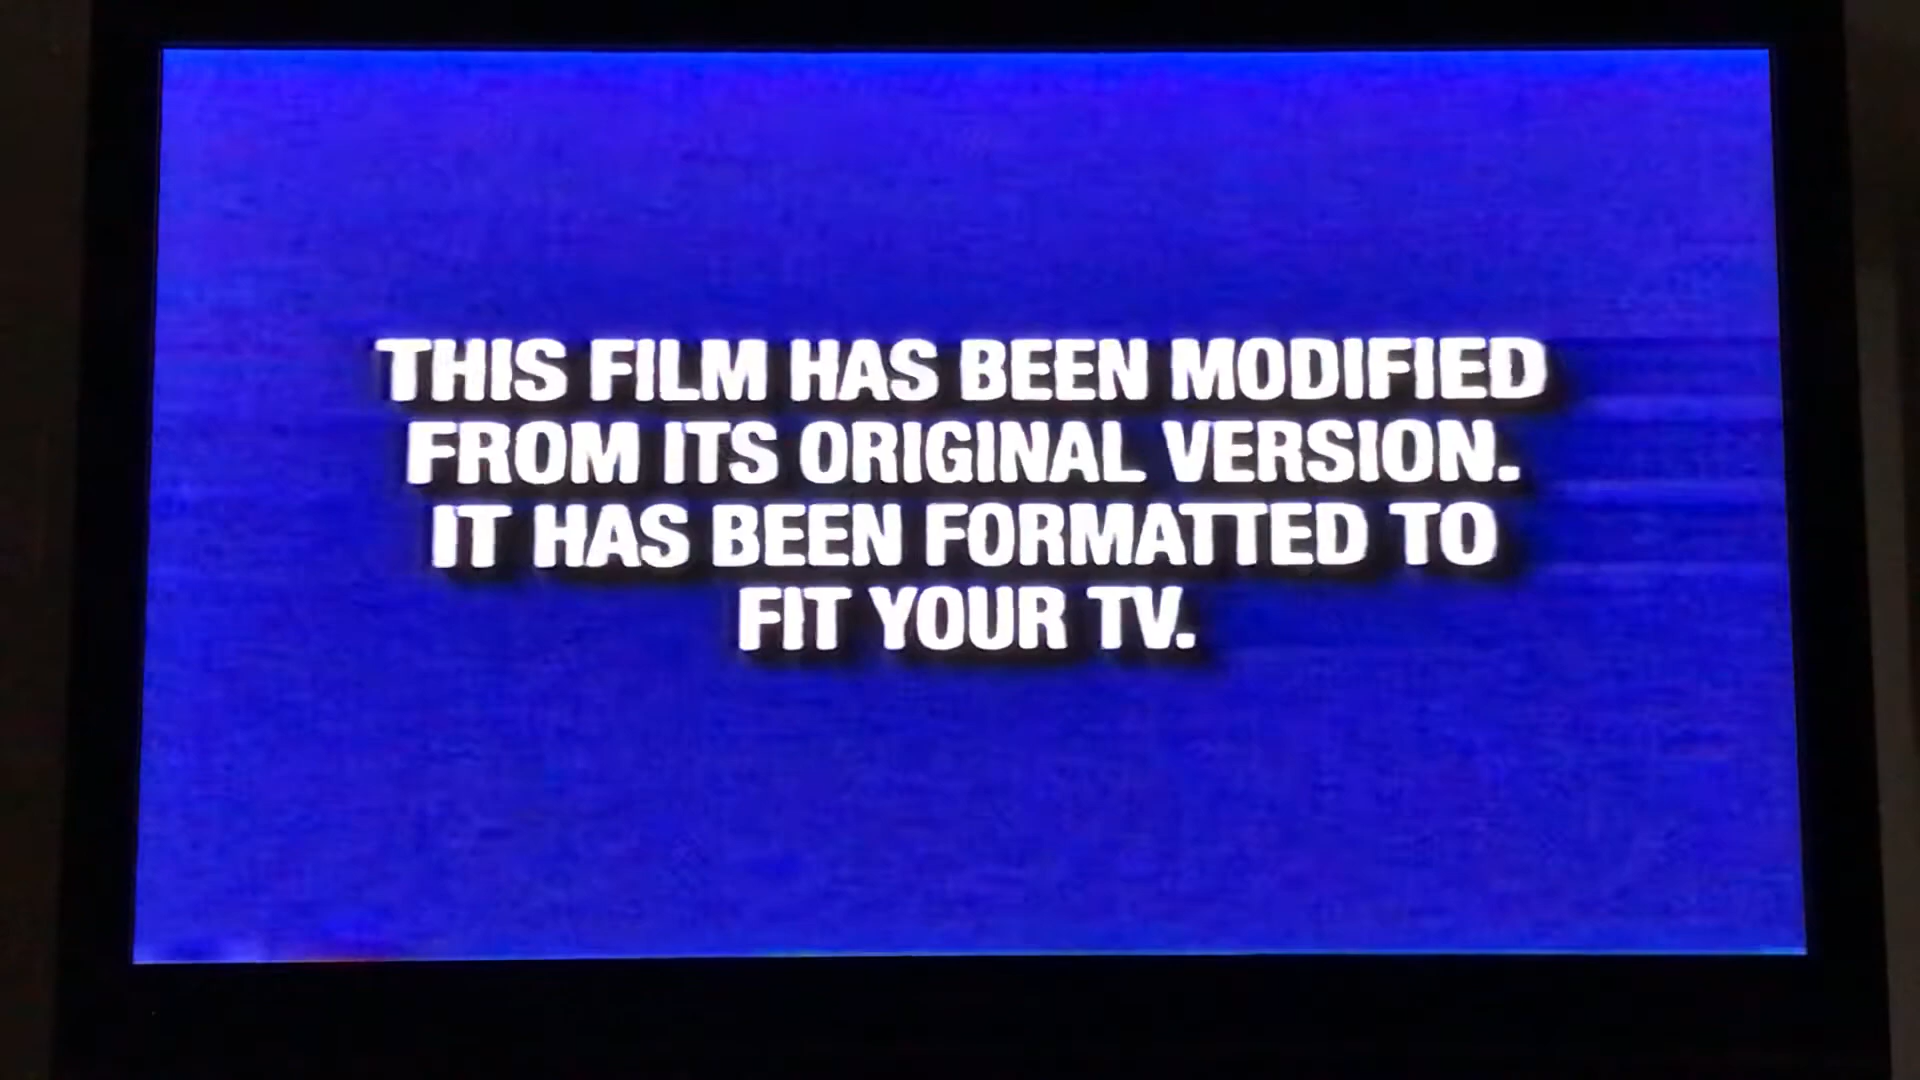 THIS FILM HAS BEEN MODIFIED
FROM ITS ORIGINAL VERSION.
IT HAS BEEN FORMATTED TO
FIT YOUR TV.